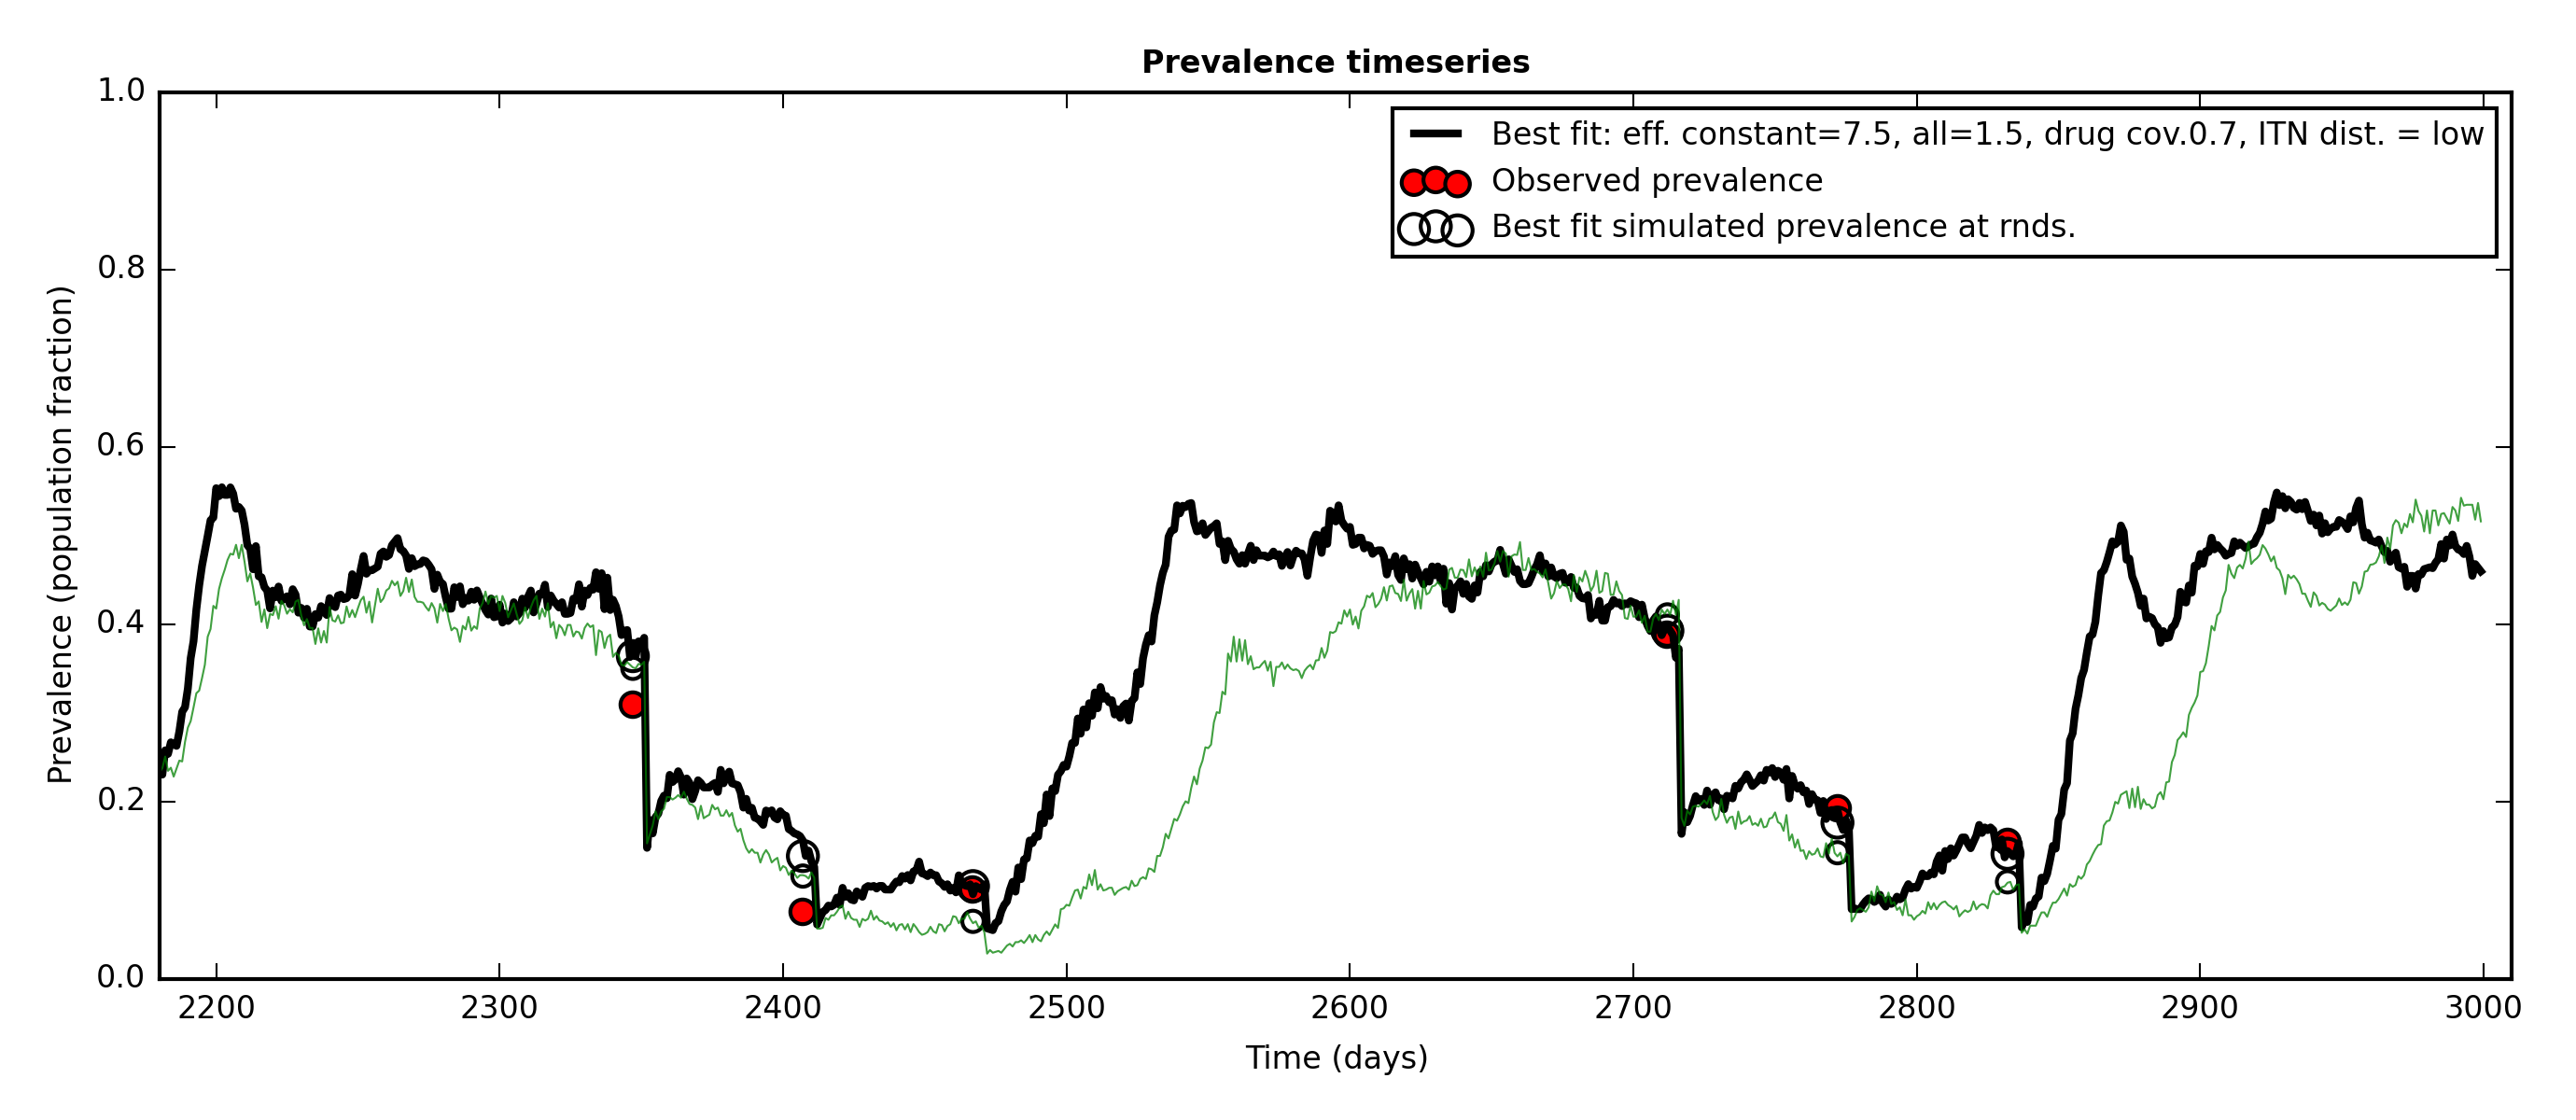 Prevalence timeseries
1.0
0.8
0.6
0.4
0.2
0.0
Prevalence (population fraction)
Best fit: eff. constant=7.5, all=1.5, drug cov.0.7, ITN dist. = low
Observed prevalence
Best fit simulated prevalence at rnds.
2200 2300 2400 2500 2600 2700 2800 2900 3000
Time (days)